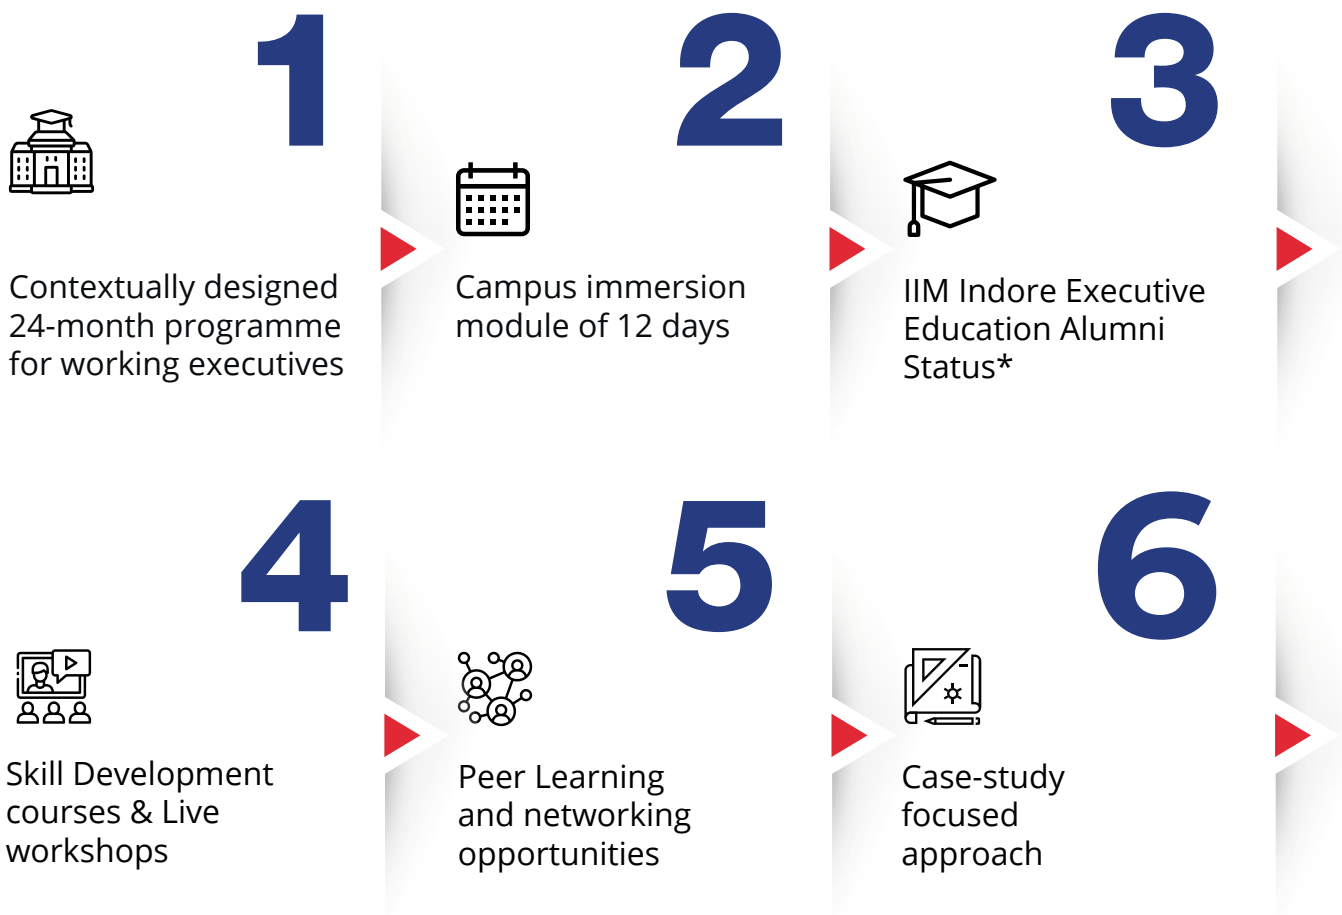 1
Contextually designed
24-month programme
for working executives
2
Campus immersion
module of 12 days
3
IIM Indore Executive
Education Alumni
Status*
4
Skill Development
courses & Live
workshops
5
Peer Learning
and networking
opportunities
6
Case-study
focused
approach